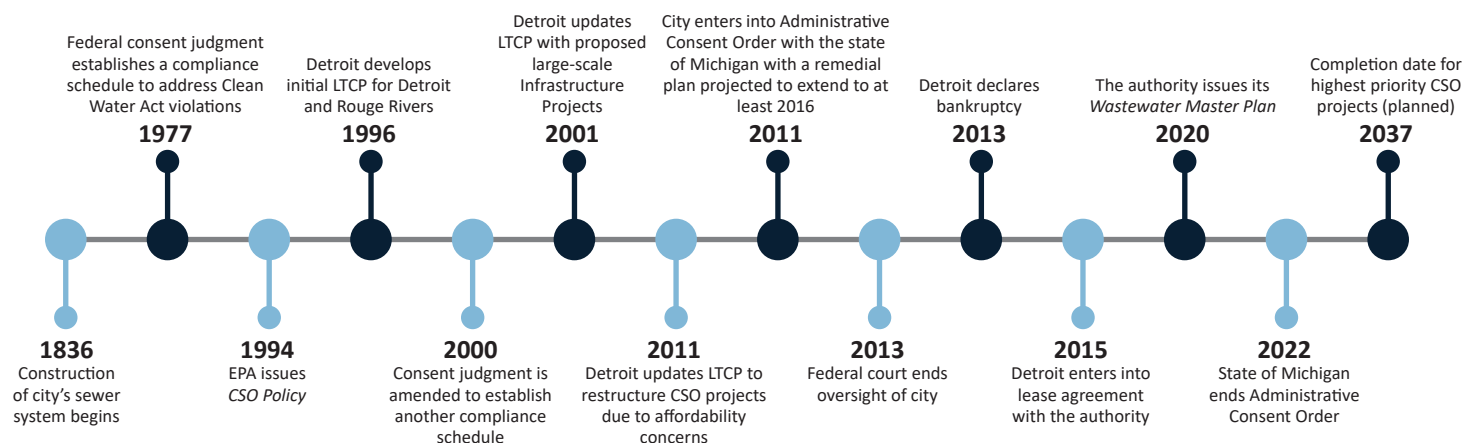 Federal consent judgment
establishes a compliance
schedule to address Clean
Water Act violations
1977
Detroit develops
initial LTCP for Detroit
and Rouge Rivers
1996
Detroit updates
LTCP with proposed
large-scale
Infrastructure
Projects
2001
City enters into Administrative
Consent Order with the state
of Michigan with a remedial
plan projected to extend to at
least 2016
2011
Detroit declares
bankruptcy
2013
The authority issues its
Wastewater Master Plan
2020
Completion date for
highest priority CSO
projects (planned)
2037
1836
Construction
of city’s sewer
system begins
1994
EPA issues
CSO Policy
2000
Consent judgment is
amended to establish
another compliance
schedule
2011
Detroit updates LTCP to
restructure CSO projects
due to affordability
concerns
2013
Federal court ends
oversight of city
2015
Detroit enters into
lease agreement
with the authority
2022
State of Michigan
ends Administrative
Consent Order